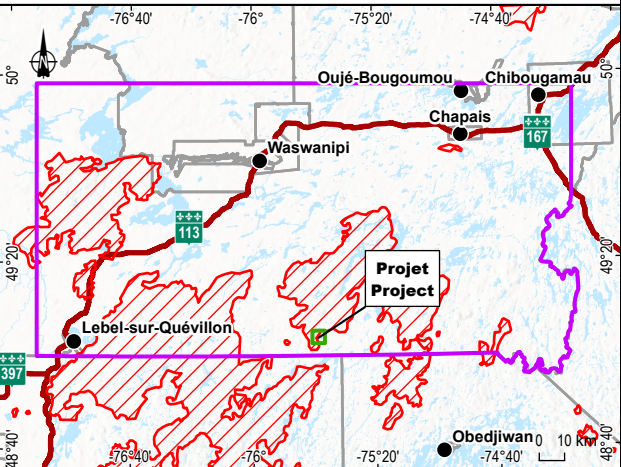 -76°40'
-75°20'
-74°40'
50°
50°
Oujé-Bougoumou
Chibougamau
Chapais
167
Waswanipi
113
49°20'
49°20'
Projet
Project
Lebel-sur-Quévillon
397
Obedjiwan
-76°40'
-76°
-75°20'
-74°40'
0 10 Km
48°40'
48°40'